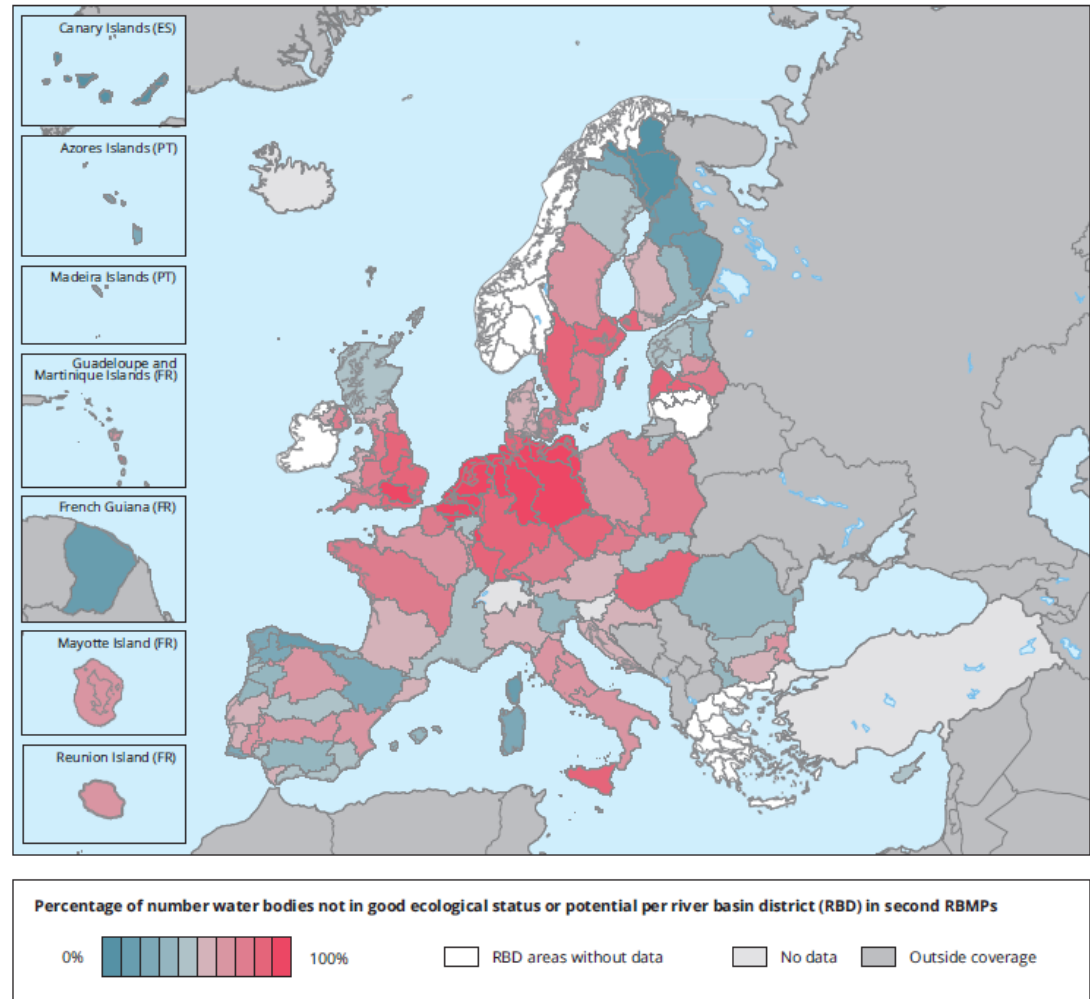 Canary Islands (ES)
Azores Islands (PT)
Madeira Islands (PT)
Guadeloupe and
Martinique Islands (FR)
French Guiana (FR)
Mayotte Island (FR)
Reunion Island (FR)
Percentage of number water bodies not in good ecological status or potential per river basin district (RBD) in second RBMPs
0% 100% RBD areas without data No data Outside coverage